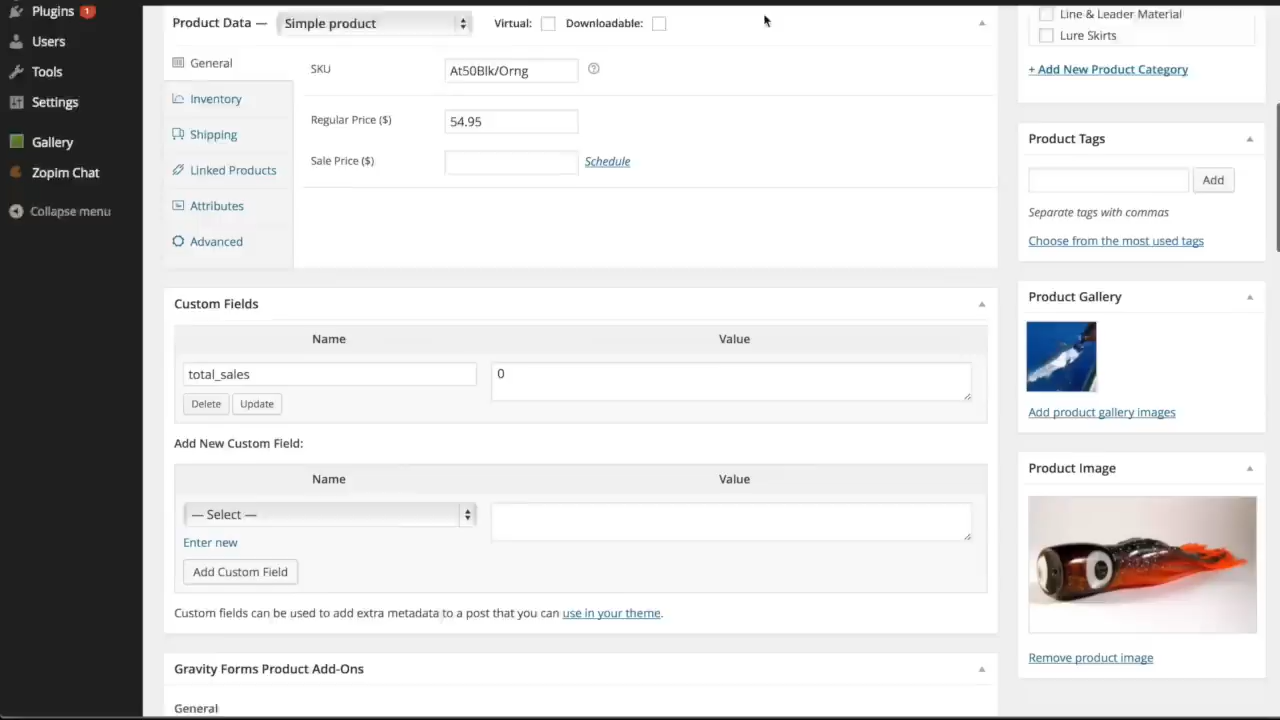 Plugins 1
Users
Tools
Settings
Gallery
Zopim Chat
Collapse menu
Product Data — Simple product Virtual: Downloadable:
General
Inventory
Shipping
Linked Products
Attributes
Advanced
SKU At50Blk/Orng
Regular Price ($) 54.95
Sale Price ($) Schedule
Custom Fields
Name Value
total_sales 0
Delete Update
Add New Custom Field:
Name Value
— Select —
Enter new
Add Custom Field
Custom fields can be used to add extra metadata to a post that you can use in your theme.
Gravity Forms Product Add-Ons
General
Line & Leader Material
Lure Skirts
+ Add New Product Category
Product Tags
Add
Separate tags with commas
Choose from the most used tags
Product Gallery
Add product gallery images
Product Image
Remove product image